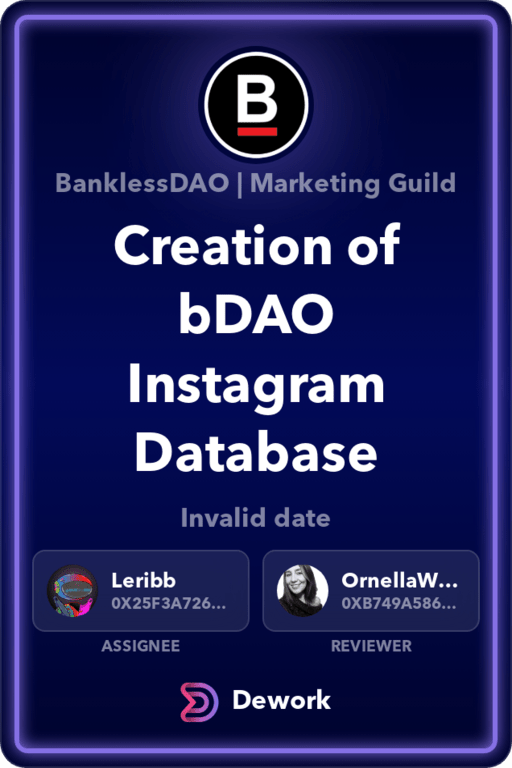 B
BanklessDAO | Marketing Guild
Creation of
bDAO
Instagram
Database
Invalid date
Leribb
0X25F3A726...
OrnellaW...
0XB749A586...
ASSIGNEE
REVIEWER
Dework